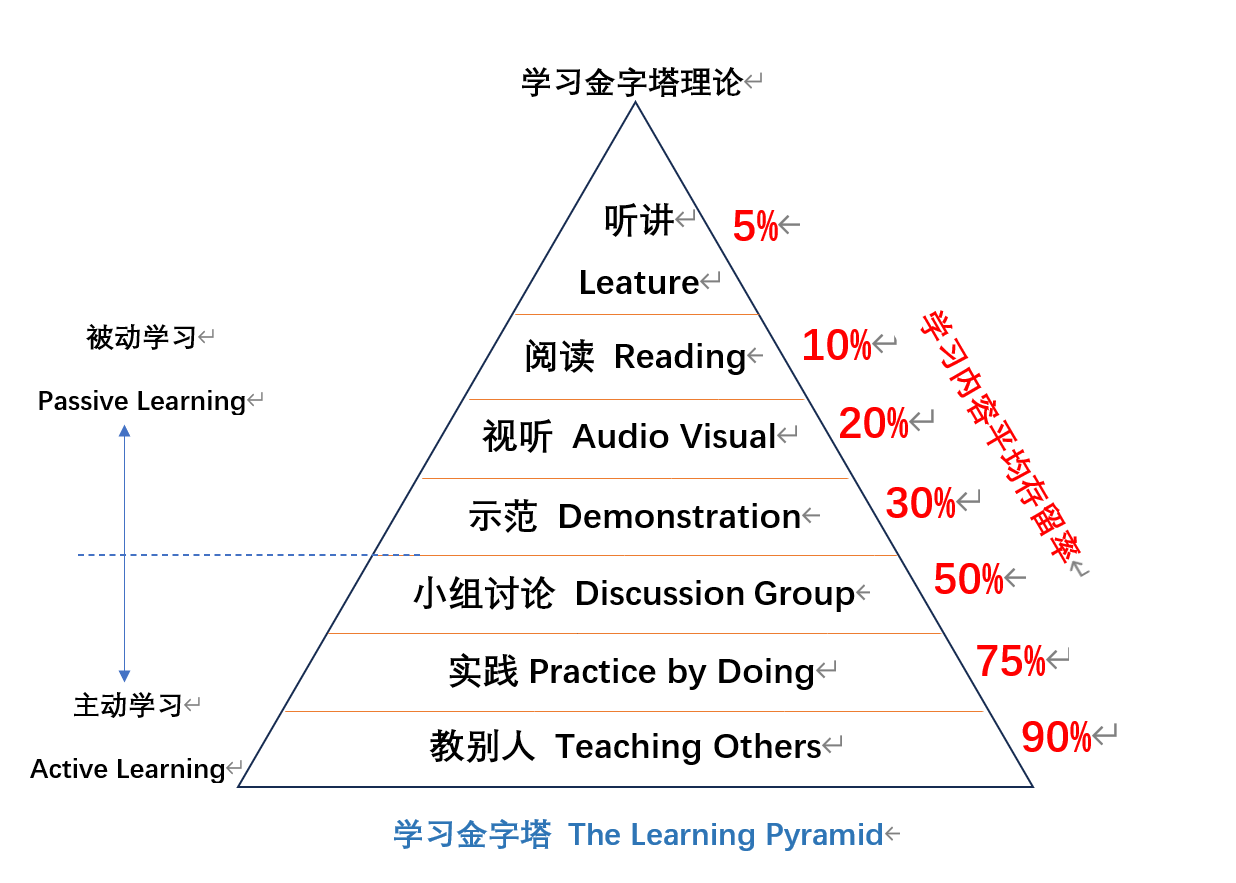 学习金字塔理论
听讲
5%
Leature
被动学习
阅读 Reading
10%
Passive Learning
视听 Audio Visual
20%
学习内容平均存留率
示范 Demonstration
30%
小组讨论 Discussion Group
50%
实践 Practice by Doing
75%
主动学习
教别人 Teaching Others
90%
Active Learning
学习金字塔 The Learning Pyramid